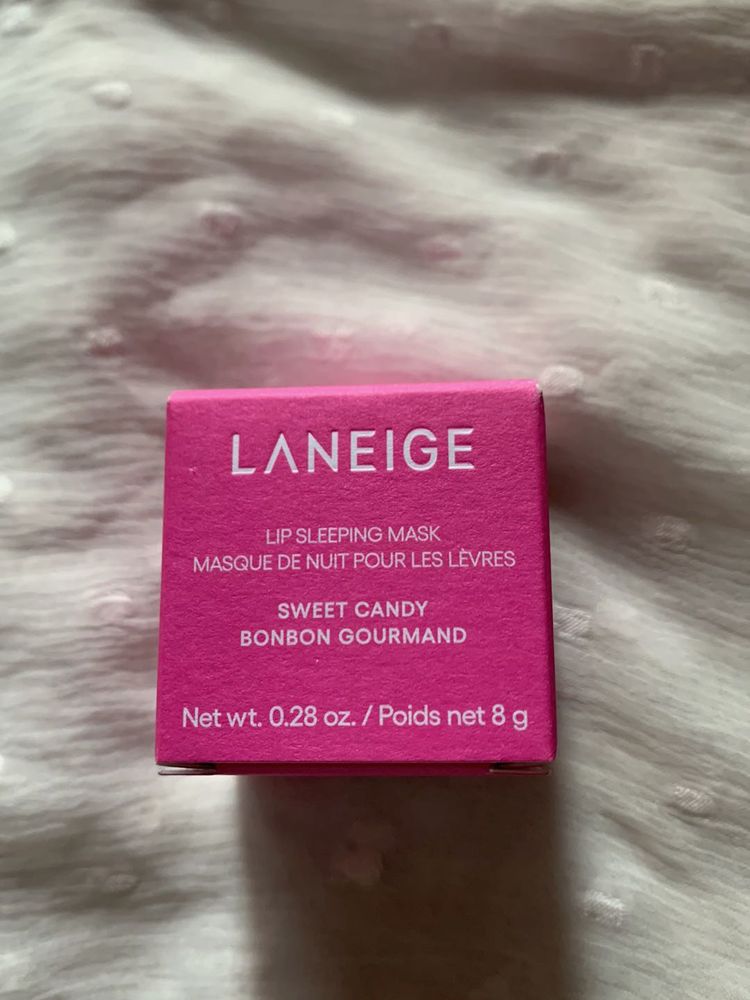 LANEIGE
LIP SLEEPING MASK
MASQUE DE NUIT POUR LES LÈVRES
SWEET CANDY
BONBON GOURMAND
Net wt. 0.28 oz. / Poids net 8 g